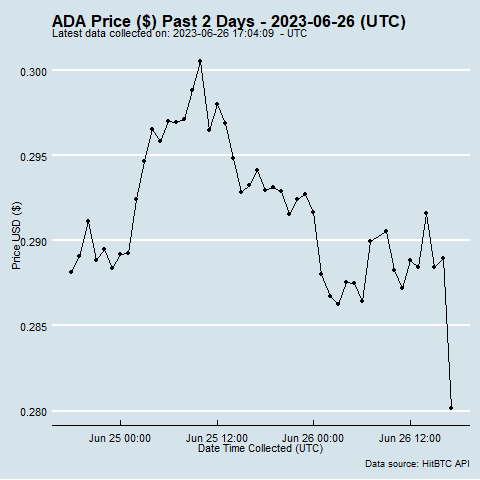 ADA Price ($) Past 2 Days - 2023-06-26 (UTC)
Latest data collected on: 2023-06-26 17:04:09  - UTC
0.300
0.295
0.290
0.285
0.280
Price USD ($)
Jun 25 00:00 Jun 25 12:00 Jun 26 00:00 Jun 26 12:00
Date Time Collected (UTC)
Data source: HitBTC API